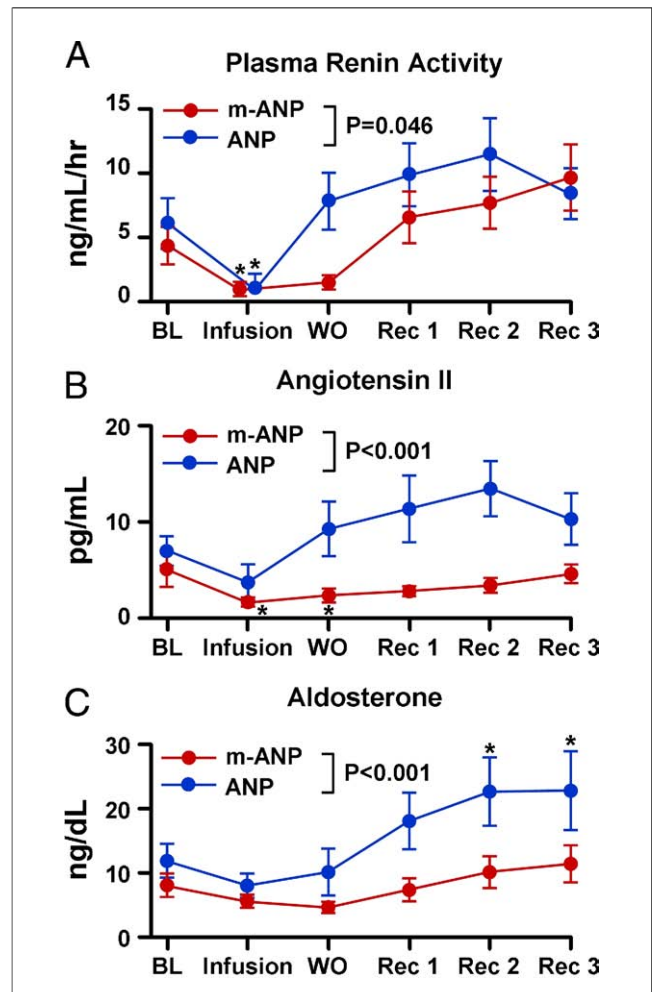 A
Plasma Renin Activity
15
10
5
0
ng/mL/hr
m-ANP
ANP
P=0.046
* *
BL Infusion WO Rec 1 Rec 2 Rec 3
B
Angiotensin II
20
10
0
pg/mL
m-ANP
ANP
P<0.001
* *
BL Infusion WO Rec 1 Rec 2 Rec 3
C
Aldosterone
30
20
10
0
ng/dL
m-ANP
ANP
P<0.001
* *
BL Infusion WO Rec 1 Rec 2 Rec 3